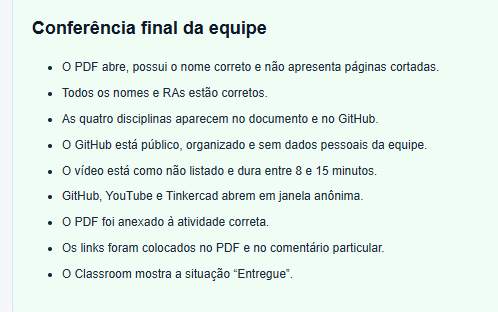 Conferência final da equipe
O PDF abre, possui o nome correto e não apresenta páginas cortadas.
Todos os nomes e RAs estão corretos.
As quatro disciplinas aparecem no documento e no GitHub.
O GitHub está público, organizado e sem dados pessoais da equipe.
O vídeo está como não listado e dura entre 8 e 15 minutos.
GitHub, YouTube e Tinkercad abrem em janela anônima.
O PDF foi anexado à atividade correta.
Os links foram colocados no PDF e no comentário particular.
O Classroom mostra a situação “Entregue”.